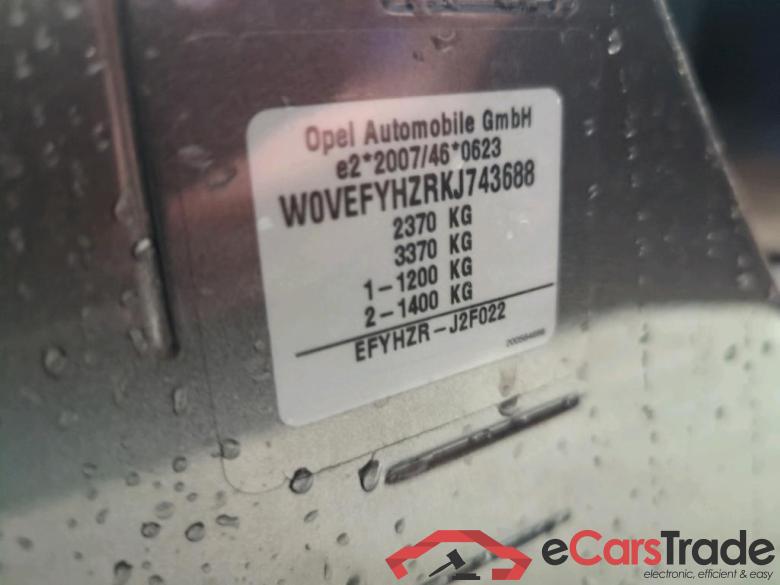 Opel Automobile GmbH
e2*2007/46*0623
W0VEFYHZRKJ743688
2370 KG
3370 KG
1-1200 KG
2-1400 KG
EFYHZR-J2F022
eCarsTrade
electronic, efficient & easy